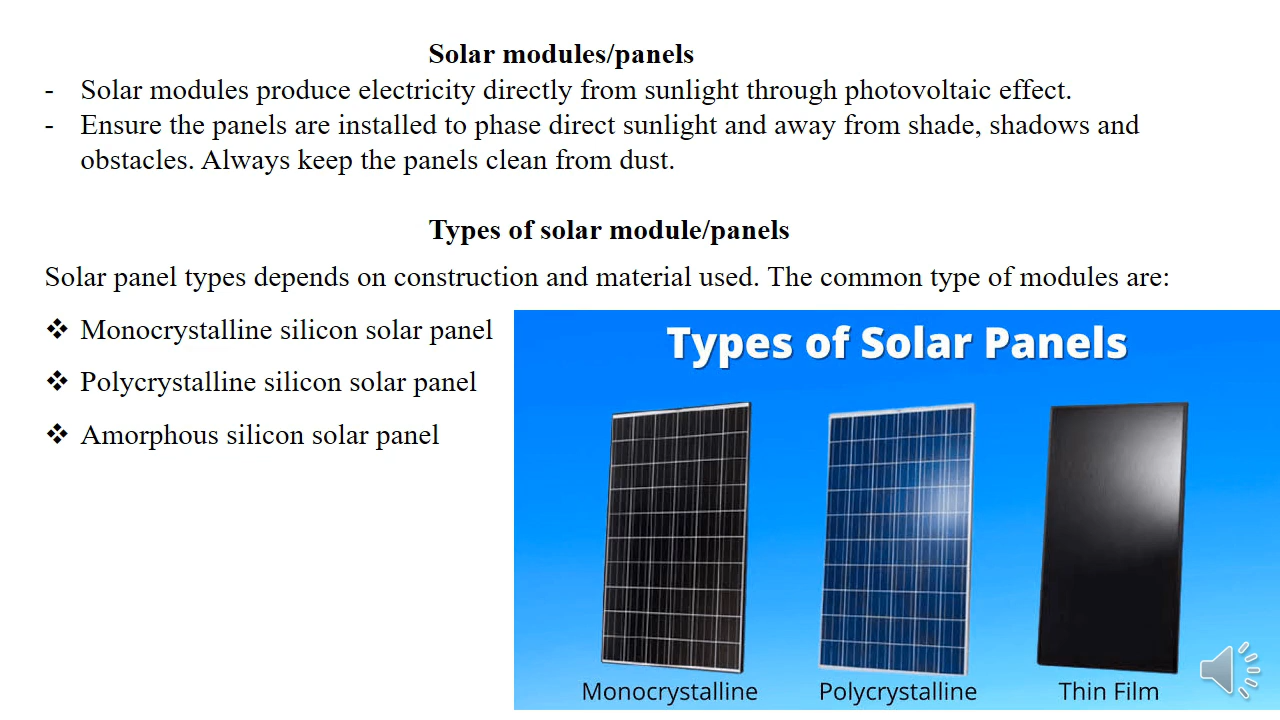 Solar modules/panels
- Solar modules produce electricity directly from sunlight through photovoltaic effect.
- Ensure the panels are installed to phase direct sunlight and away from shade, shadows and
obstacles. Always keep the panels clean from dust.
Types of solar module/panels
Solar panel types depends on construction and material used. The common type of modules are:
❖ Monocrystalline silicon solar panel
❖ Polycrystalline silicon solar panel
❖ Amorphous silicon solar panel
Types of Solar Panels
Monocrystalline
Polycrystalline
Thin Film